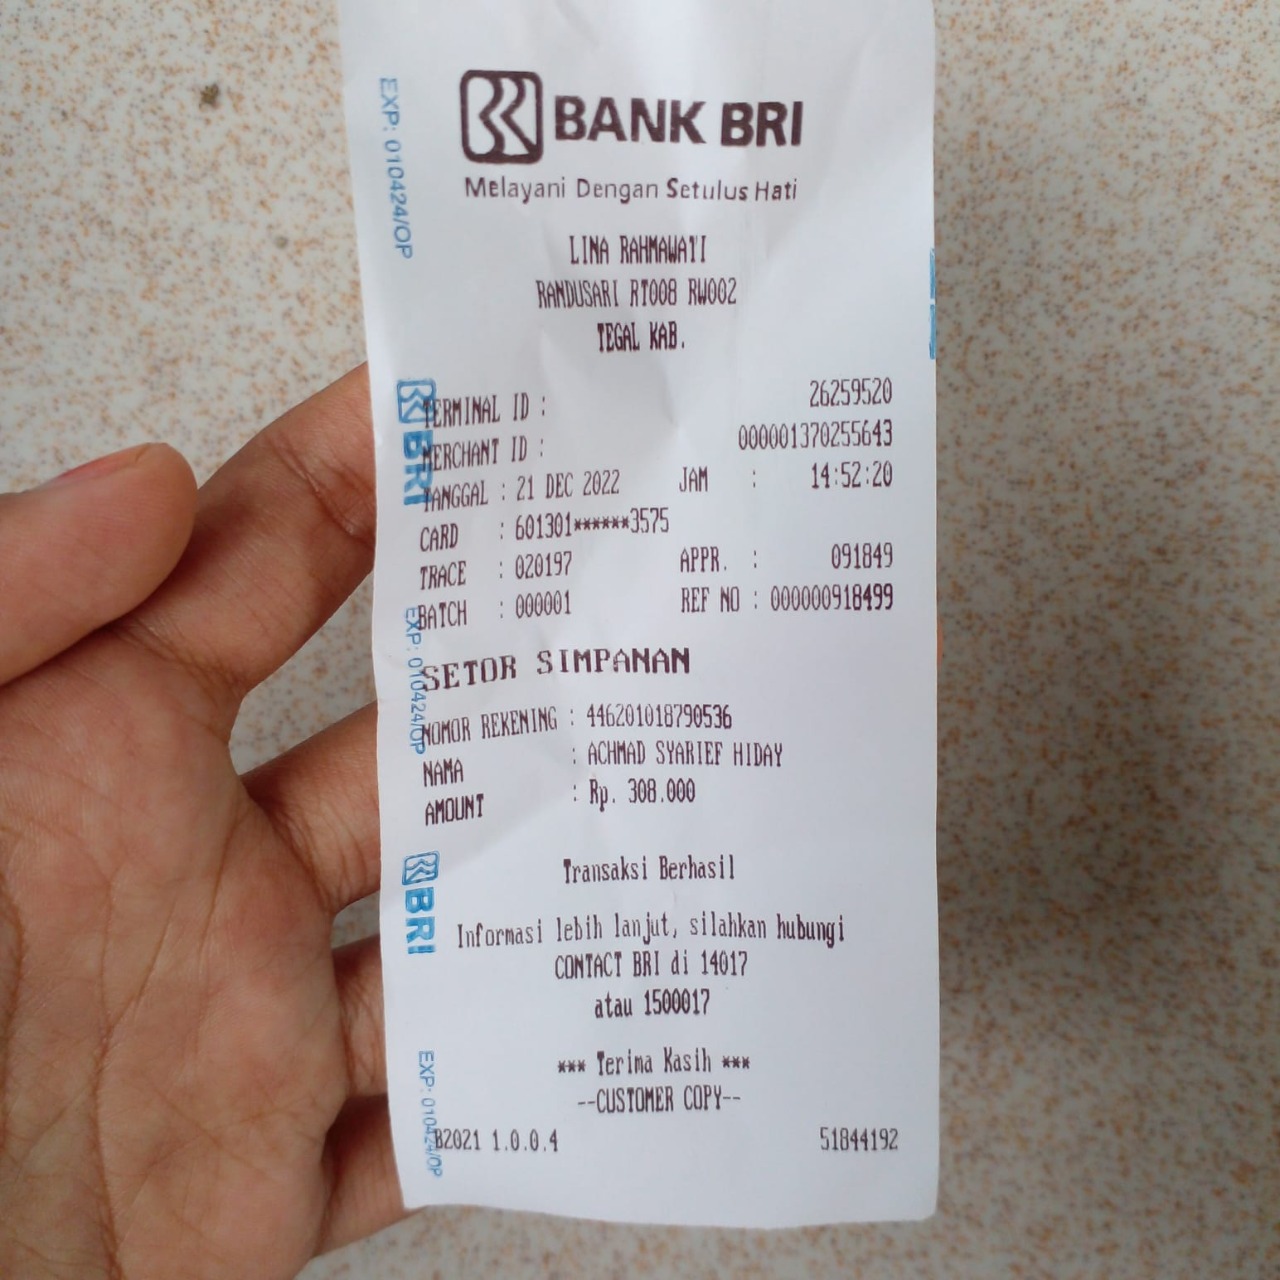 BANK BRI
Melayani Dengan Setulus Hati
LINA RAHMAWATI
RANDUSARI RT008 RW002
TEGAL KAB.
TERMINAL ID : 26259520
MERCHANT ID : 000001370255643
TANGGAL : 21 DEC 2022 JAM : 14:52:20
CARD : 601301******3575
TRACE : 020197 APPR. : 091849
BATCH : 000001 REF NO : 000000918499
SETOR SIMPANAN
NOMOR REKENING : 446201018790536
NAMA : ACHMAD SYARIEF HIDAY
AMOUNT : Rp. 308.000
Transaksi Berhasil
Informasi lebih lanjut, silahkan hubungi
CONTACT BRI di 14017
atau 1500017
*** Terima Kasih ***
--CUSTOMER COPY--
B2021 1.0.0.4 51844192
EXP: 010424/OP
BRI
EXP: 010424/OP
BRI
EXP: 010424/OP